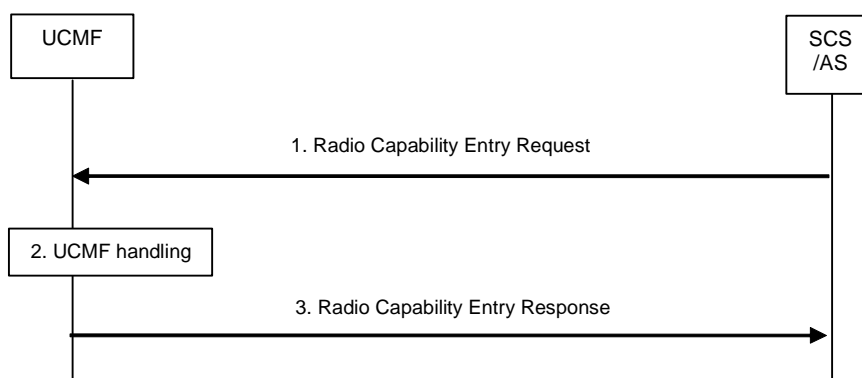 UCMF
SCS
/AS
1. Radio Capability Entry Request
2. UCMF handling
3. Radio Capability Entry Response